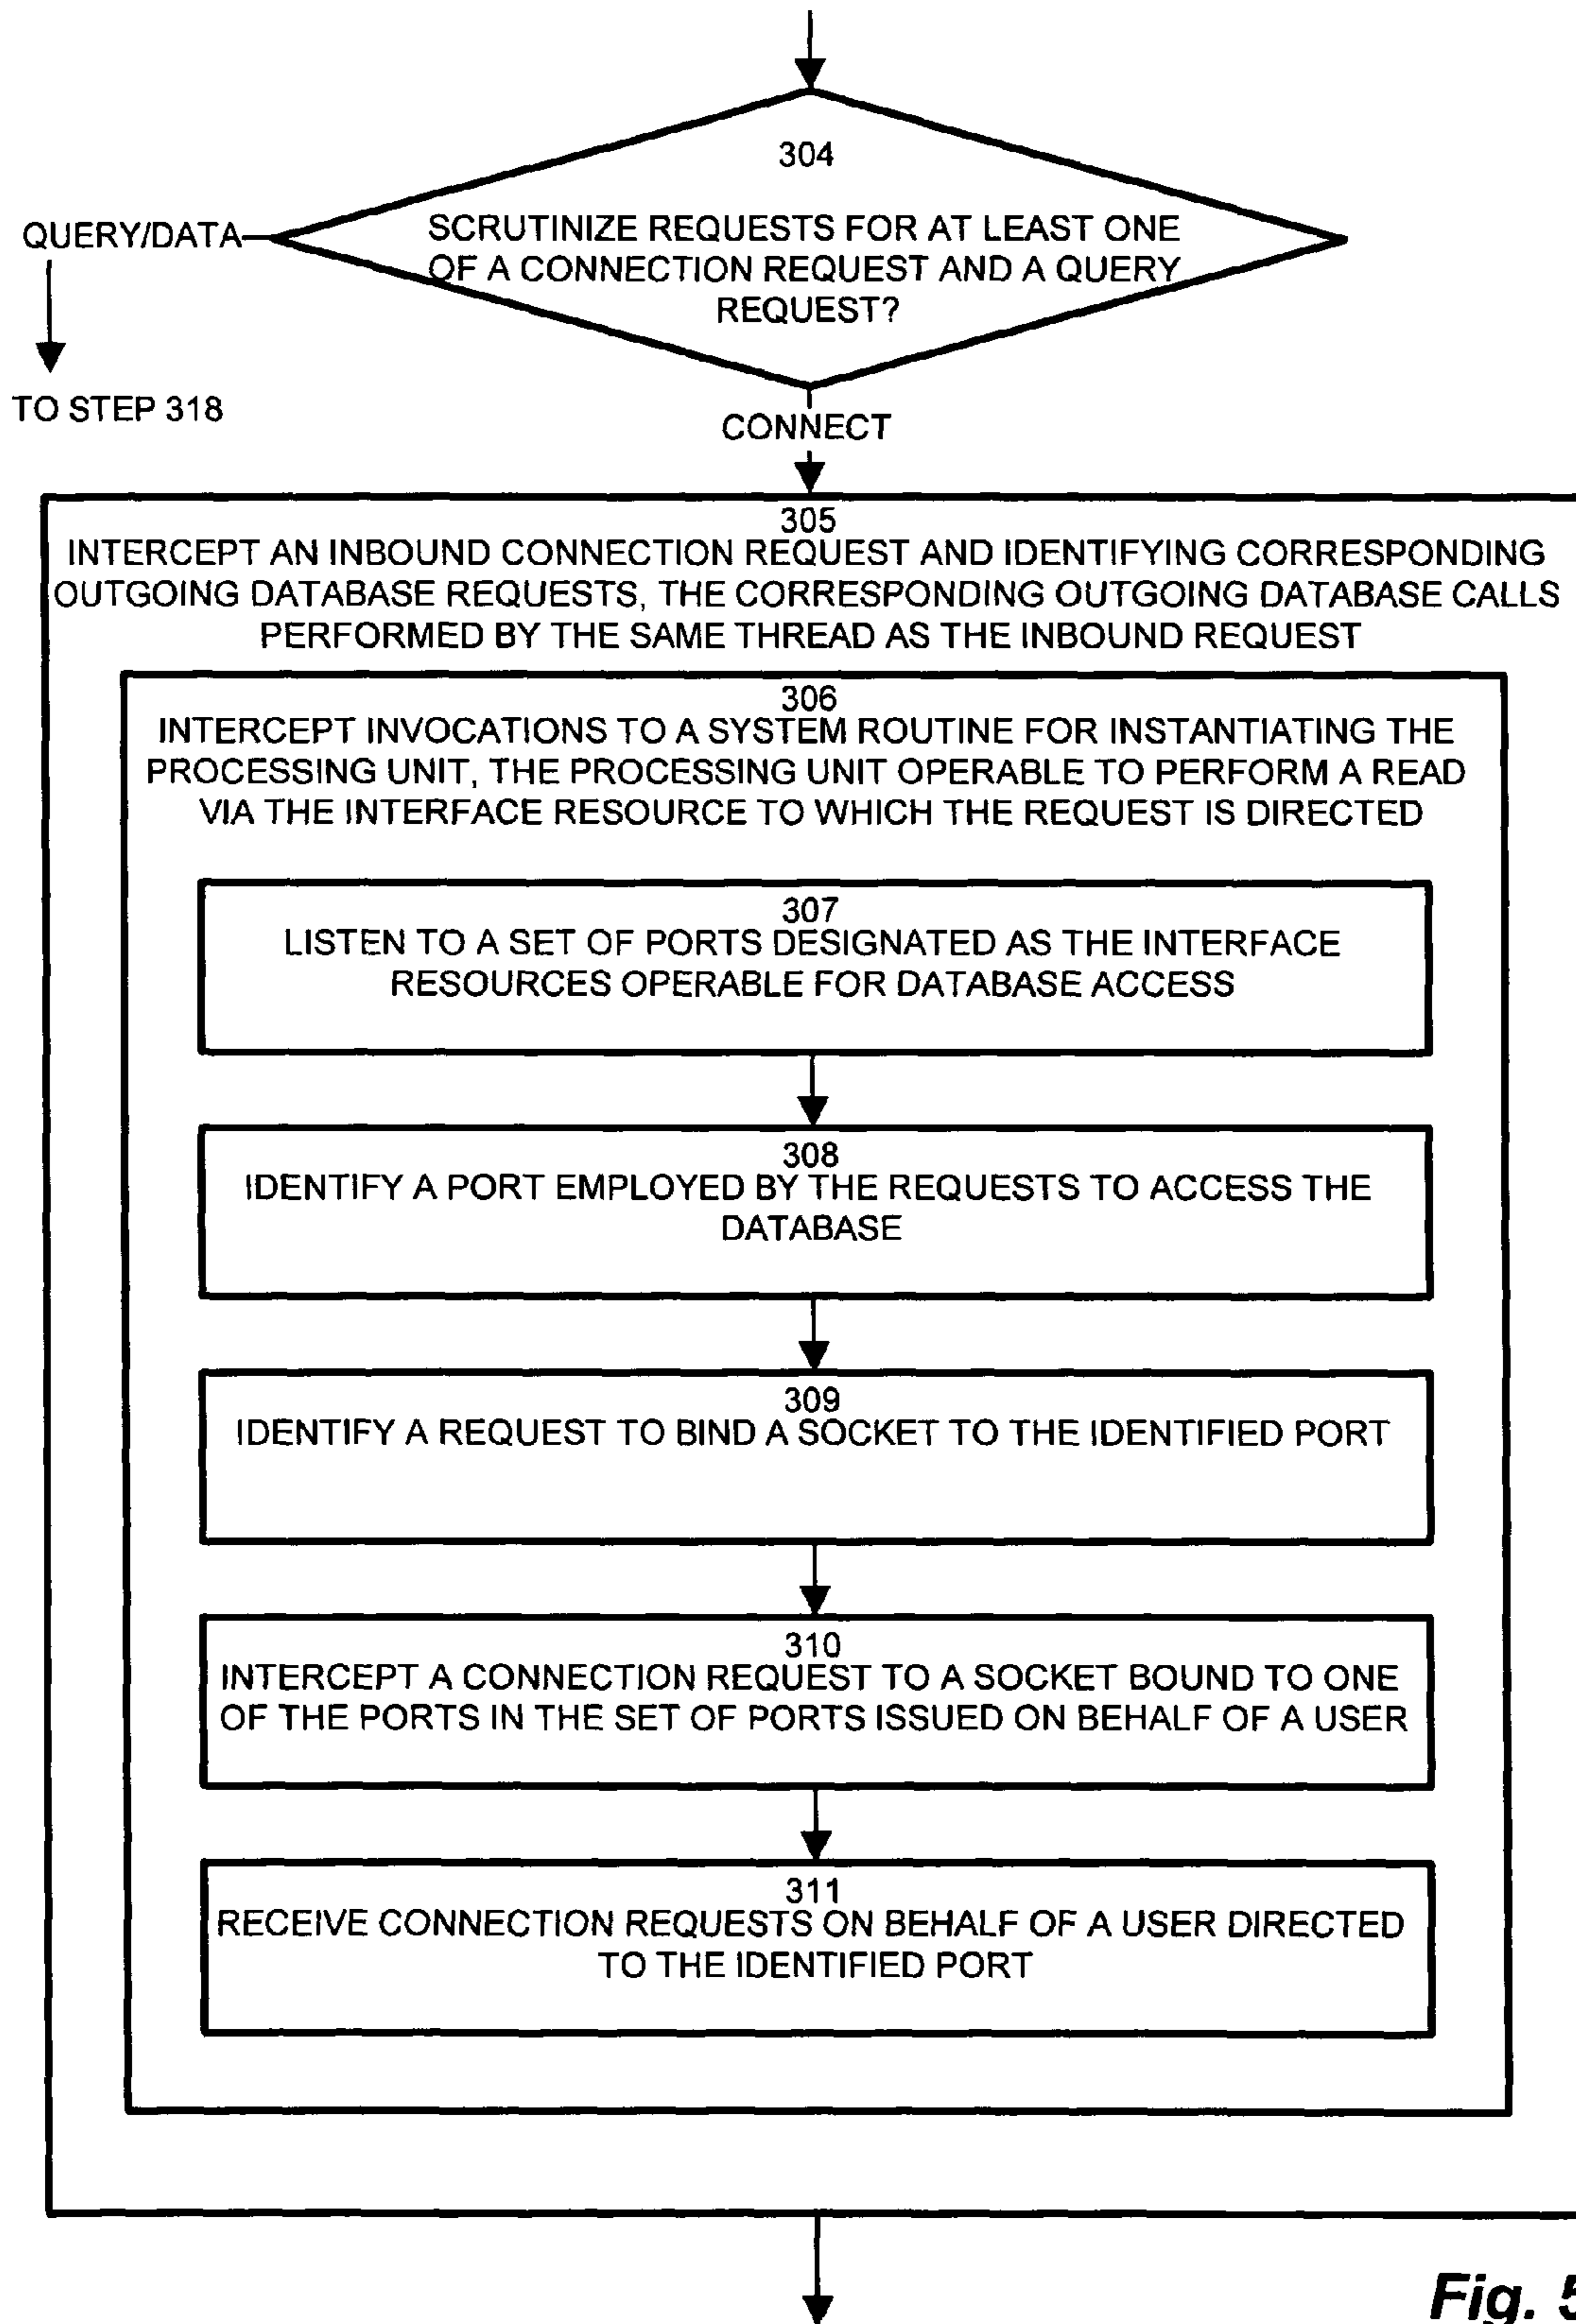 304
SCRUTINIZE REQUESTS FOR AT LEAST ONE
OF A CONNECTION REQUEST AND A QUERY
REQUEST?
QUERY/DATA
TO STEP 318
CONNECT
305
INTERCEPT AN INBOUND CONNECTION REQUEST AND IDENTIFYING CORRESPONDING
OUTGOING DATABASE REQUESTS, THE CORRESPONDING OUTGOING DATABASE CALLS
PERFORMED BY THE SAME THREAD AS THE INBOUND REQUEST
306
INTERCEPT INVOCATIONS TO A SYSTEM ROUTINE FOR INSTANTIATING THE
PROCESSING UNIT, THE PROCESSING UNIT OPERABLE TO PERFORM A READ
VIA THE INTERFACE RESOURCE TO WHICH THE REQUEST IS DIRECTED
307
LISTEN TO A SET OF PORTS DESIGNATED AS THE INTERFACE
RESOURCES OPERABLE FOR DATABASE ACCESS
308
IDENTIFY A PORT EMPLOYED BY THE REQUESTS TO ACCESS THE
DATABASE
309
IDENTIFY A REQUEST TO BIND A SOCKET TO THE IDENTIFIED PORT
310
INTERCEPT A CONNECTION REQUEST TO A SOCKET BOUND TO ONE
OF THE PORTS IN THE SET OF PORTS ISSUED ON BEHALF OF A USER
311
RECEIVE CONNECTION REQUESTS ON BEHALF OF A USER DIRECTED
TO THE IDENTIFIED PORT
Fig. 5